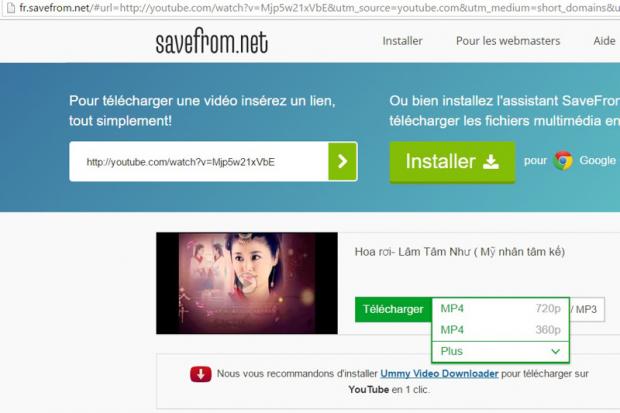 fr.savefrom.net/#url=http://youtube.com/watch?v=Mjp5w21xVbE&utm_source=youtube.com&utm_medium=short_domains&u
savefrom.net
Installer Pour les webmasters Aide
Pour télécharger une vidéo insérez un lien,
tout simplement!
http://youtube.com/watch?v=Mjp5w21xVbE
Ou bien installez l'assistant SaveFrom
télécharger les fichiers multimédia en
Installer pour Google
Hoa rơi- Lâm Tâm Như ( Mỹ nhân tâm kế)
Télécharger MP4 720p / MP3
MP4 360p
Plus
Nous vous recommandons d'installer Ummy Video Downloader pour télécharger sur
YouTube en 1 clic.